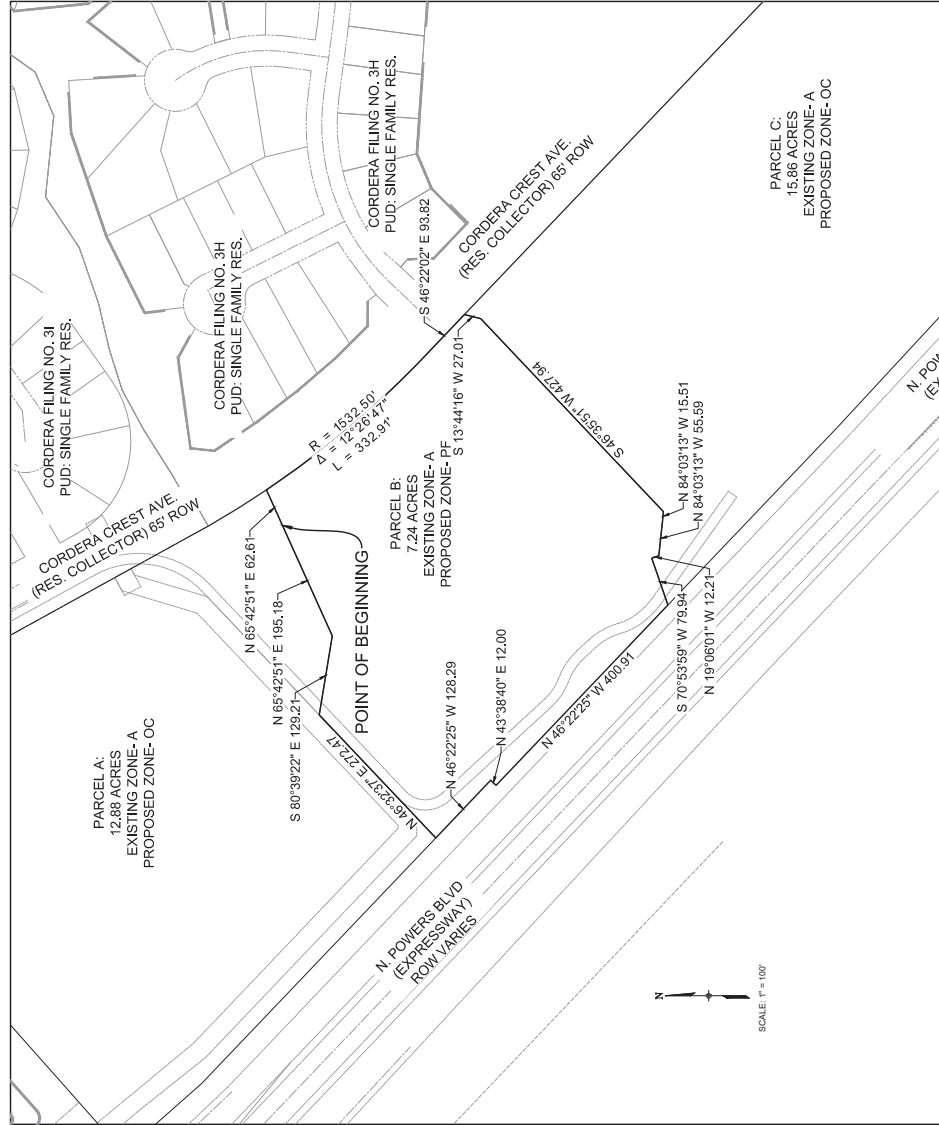 CORDERA FILING NO. 3I
PUD: SINGLE FAMILY RES.
CORDERA FILING NO. 3H
PUD: SINGLE FAMILY RES.
CORDERA FILING NO. 3H
PUD: SINGLE FAMILY RES.
CORDERA CREST AVE.
(RES. COLLECTOR) 65' ROW
CORDERA CREST AVE.
(RES. COLLECTOR) 65' ROW
S 46°22'02" E 93.82
R = 1532.50'
Δ = 12°26'47"
L = 332.91'
S 13°44'16" W 27.01
S 46°35'51" W 427.94
N 84°03'13" W 15.51
N 84°03'13" W 55.59
N 19°06'01" W 12.21
S 70°53'59" W 79.94
N 46°22'25" W 400.91
N 43°38'40" E 12.00
N 46°22'25" W 128.29
N 46°32'37" E 272.47
S 80°39'22" E 129.21
N 65°42'51" E 195.18
N 65°42'51" E 62.61
POINT OF BEGINNING
PARCEL A:
12.88 ACRES
EXISTING ZONE- A
PROPOSED ZONE- OC
PARCEL B:
7.24 ACRES
EXISTING ZONE- A
PROPOSED ZONE- PF
PARCEL C:
15.86 ACRES
EXISTING ZONE- A
PROPOSED ZONE- OC
N. POWERS BLVD
(EXPRESSWAY)
ROW VARIES
N. POW
(EX
N
SCALE: 1" = 100'